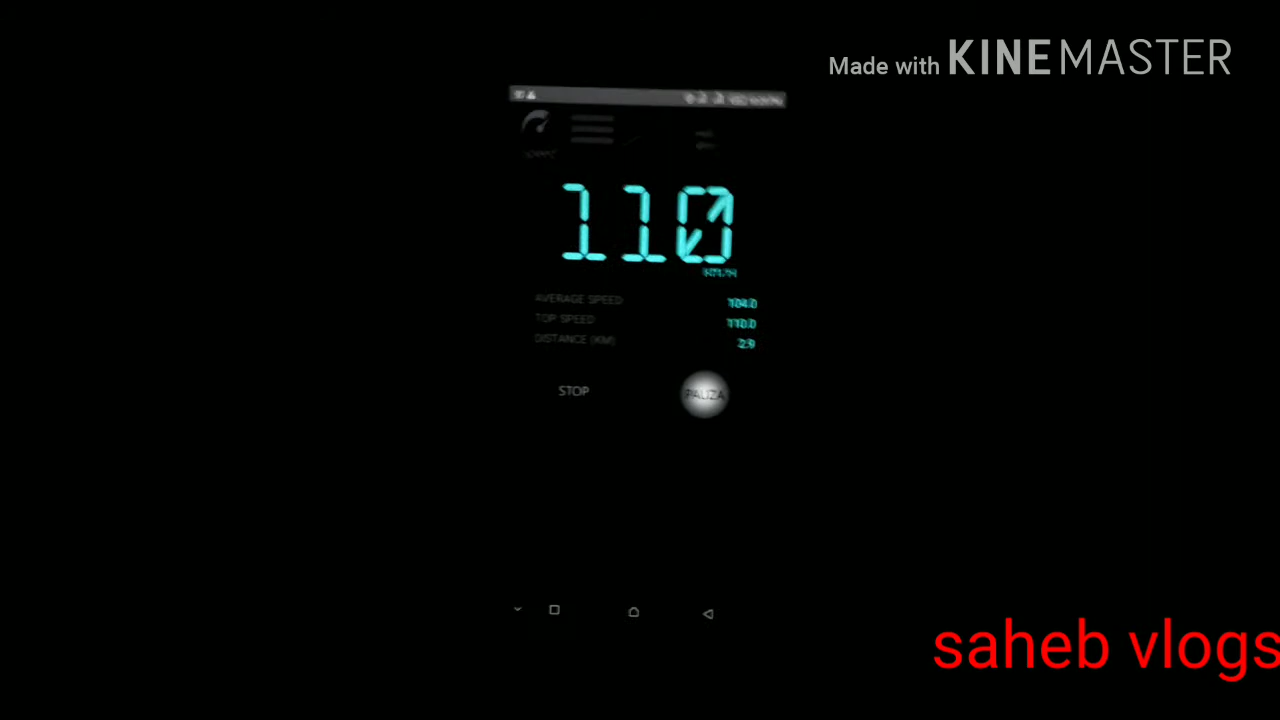 Made with KINEMASTER
110
KM/H
AVERAGE SPEED 104.0
TOP SPEED 110.0
DISTANCE (KM) 2.9
STOP PAUZA
saheb vlogs